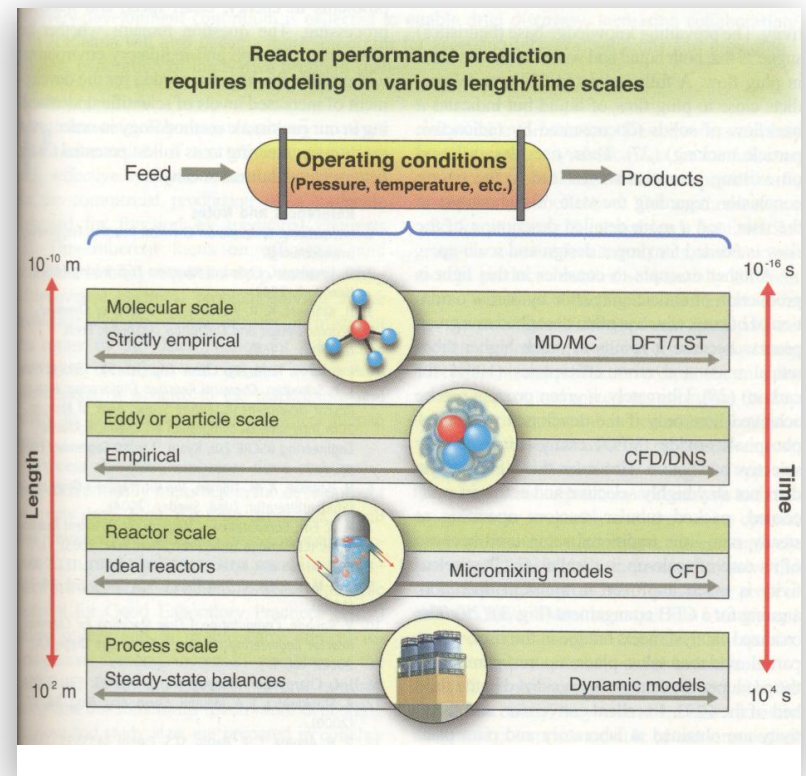 Reactor performance prediction
requires modeling on various length/time scales
Feed
Operating conditions
(Pressure, temperature, etc.)
Products
10⁻¹⁰ m
10⁻¹⁶ s
Molecular scale
Strictly empirical
MD/MC
DFT/TST
Eddy or particle scale
Empirical
CFD/DNS
Length
Time
Reactor scale
Ideal reactors
Micromixing models
CFD
Process scale
Steady-state balances
Dynamic models
10² m
10⁴ s